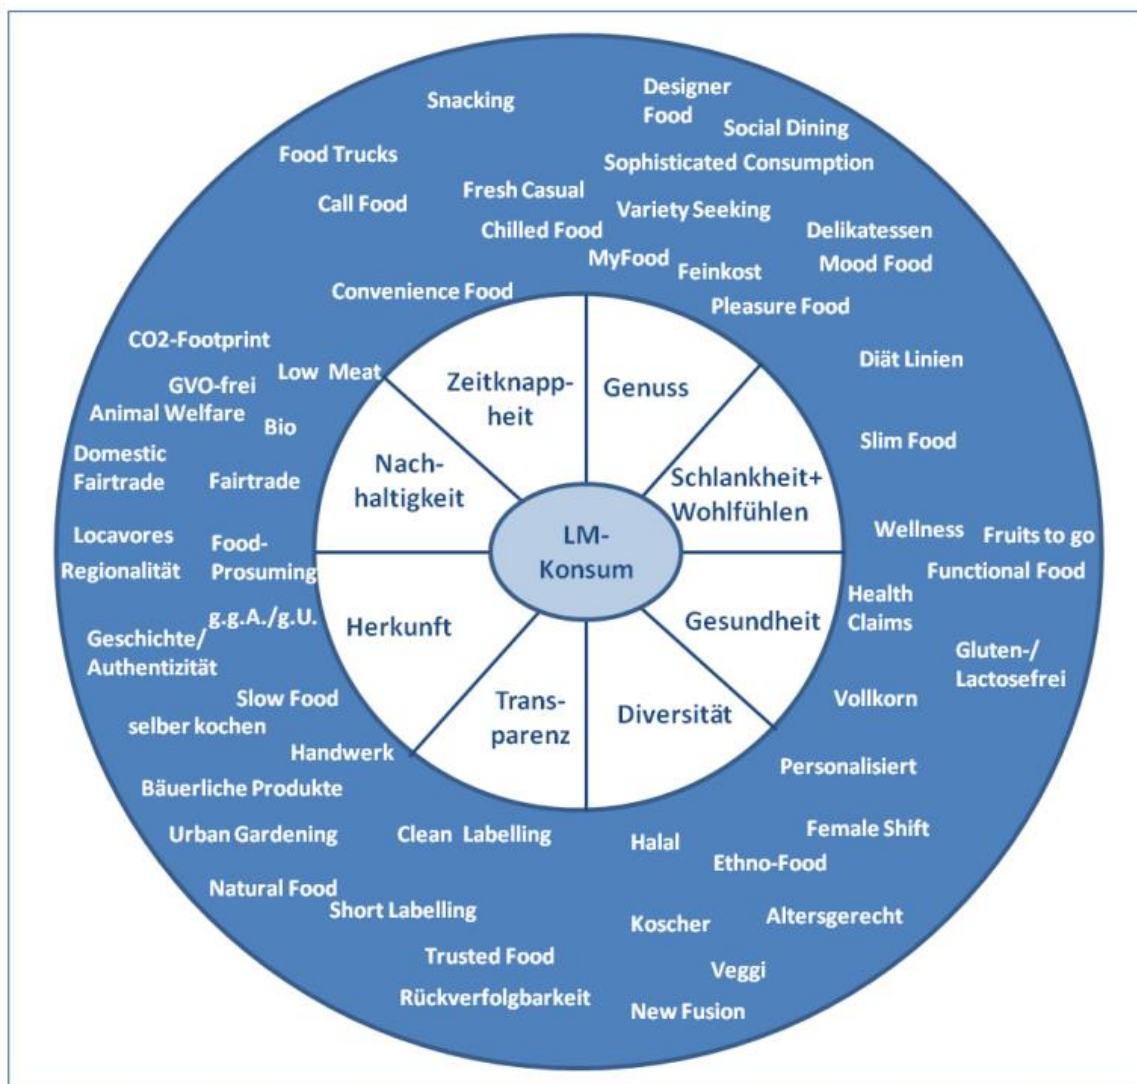 Snacking
Designer
Food
Social Dining
Food Trucks
Sophisticated Consumption
Call Food
Fresh Casual
Variety Seeking
Chilled Food
Delikatessen
MyFood
Feinkost
Mood Food
Convenience Food
Pleasure Food
CO2-Footprint
Low Meat
GVO-frei
Animal Welfare
Bio
Domestic
Fairtrade
Fairtrade
Diät Linien
Slim Food
Zeitknapp-
heit
Genuss
Nach-
haltigkeit
Schlankheit+
Wohlfühlen
LM-
Konsum
Herkunft
Gesundheit
Trans-
parenz
Diversität
Locavores
Regionalität
Food-
Prosuming
g.g.A./g.U.
Geschichte/
Authentizität
Slow Food
selber kochen
Handwerk
Bäuerliche Produkte
Urban Gardening
Natural Food
Wellness
Fruits to go
Functional Food
Health
Claims
Gluten-/
Lactosefrei
Vollkorn
Personalisiert
Clean Labelling
Short Labelling
Trusted Food
Rückverfolgbarkeit
Halal
Female Shift
Ethno-Food
Koscher
Altersgerecht
Veggi
New Fusion